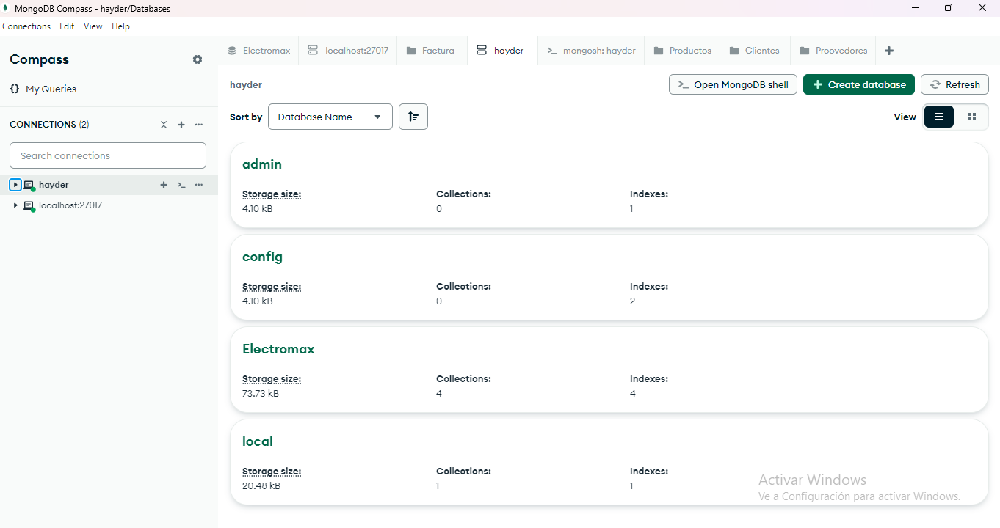 MongoDB Compass - hayder/Databases
Connections Edit View Help
Compass
My Queries
CONNECTIONS (2)
Search connections
hayder
localhost:27017
Electromax localhost:27017 Factura hayder mongosh: hayder Productos Clientes Proovedores
hayder
Open MongoDB shell Create database Refresh
Sort by Database Name View
admin
Storage size: Collections: Indexes:
4.10 kB 0 1
config
Storage size: Collections: Indexes:
4.10 kB 0 2
Electromax
Storage size: Collections: Indexes:
73.73 kB 4 4
local
Storage size: Collections: Indexes:
20.48 kB 1 1
Activar Windows
Ve a Configuración para activar Windows.